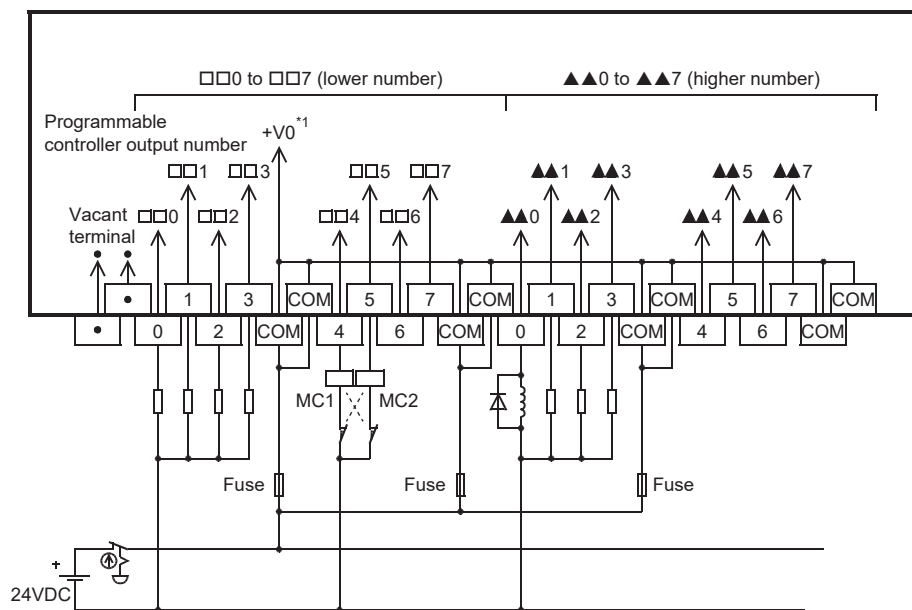 □□0 to □□7 (lower number) ▲▲0 to ▲▲7 (higher number)
Programmable
controller output number
+V0*1
□□1 □□3 □□5 □□7 ▲▲1 ▲▲3 ▲▲5 ▲▲7
Vacant
terminal
□□0 □□2 □□4 □□6 ▲▲0 ▲▲2 ▲▲4 ▲▲6
• 1 3 COM 5 7 COM 1 3 COM 5 7 COM
• 0 2 COM 4 6 COM 0 2 COM 4 6 COM
MC1 MC2
Fuse Fuse Fuse
+
24VDC